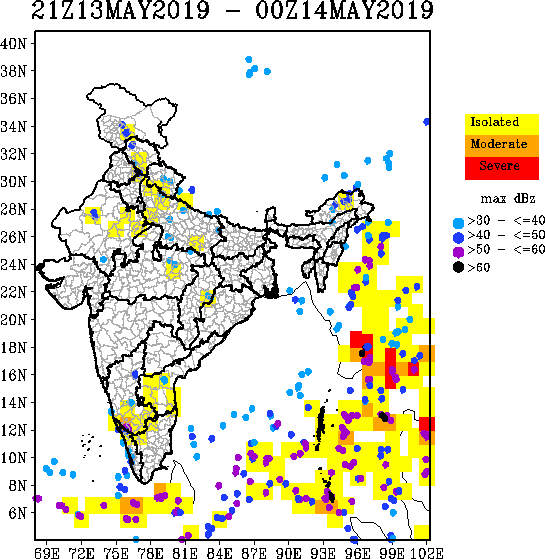 21Z13MAY2019 - 00Z14MAY2019
40N
38N
36N
34N
32N
30N
28N
26N
24N
22N
20N
18N
16N
14N
12N
10N
8N
6N
69E 72E 75E 78E 81E 84E 87E 90E 93E 96E 99E 102E
Isolated
Moderate
Severe
max dBz
>30 - <=40
>40 - <=50
>50 - <=60
>60